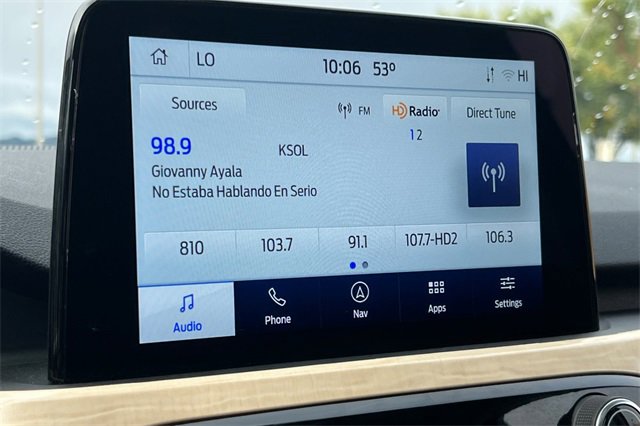 LO 10:06 53° HI
Sources FM HD Radio Direct Tune
1 2
98.9 KSOL
Giovanny Ayala
No Estaba Hablando En Serio
810 103.7 91.1 107.7-HD2 106.3
Audio Phone Nav Apps Settings